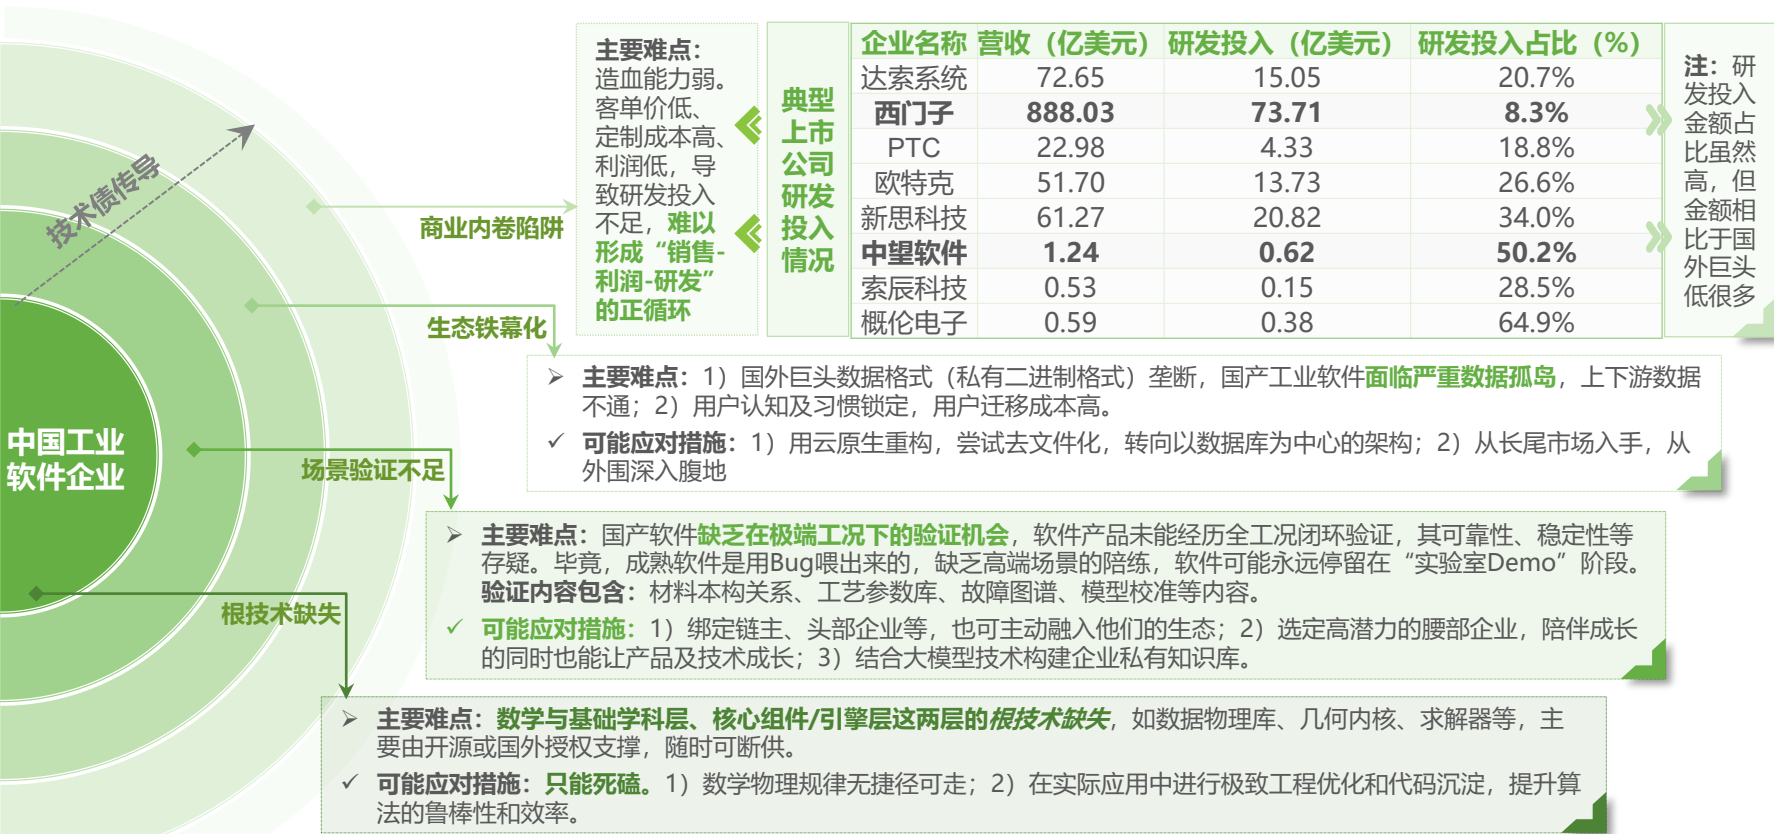 中国工业
软件企业
技术债传导
商业内卷陷阱
生态铁幕化
场景验证不足
根技术缺失
主要难点：
造血能力弱。
客单价低、
定制成本高、
利润低，导
致研发投入
不足，难以
形成“销售-
利润-研发”
的正循环
典型
上市
公司
研发
投入
情况
企业名称 营收（亿美元） 研发投入（亿美元） 研发投入占比（%）
达索系统 72.65 15.05 20.7%
西门子 888.03 73.71 8.3%
PTC 22.98 4.33 18.8%
欧特克 51.70 13.73 26.6%
新思科技 61.27 20.82 34.0%
中望软件 1.24 0.62 50.2%
索辰科技 0.53 0.15 28.5%
概伦电子 0.59 0.38 64.9%
注：研
发投入
金额占
比虽然
高，但
金额相
比于国
外巨头
低很多
➢ 主要难点：1）国外巨头数据格式（私有二进制格式）垄断，国产工业软件面临严重数据孤岛，上下游数据
不通；2）用户认知及习惯锁定，用户迁移成本高。
✓ 可能应对措施：1）用云原生重构，尝试去文件化，转向以数据库为中心的架构；2）从长尾市场入手，从
外围深入腹地
➢ 主要难点：国产软件缺乏在极端工况下的验证机会，软件产品未能经历全工况闭环验证，其可靠性、稳定性等
存疑。毕竟，成熟软件是用Bug喂出来的，缺乏高端场景的陪练，软件可能永远停留在“实验室Demo”阶段。
验证内容包含：材料本构关系、工艺参数库、故障图谱、模型校准等内容。
✓ 可能应对措施：1）绑定链主、头部企业等，也可主动融入他们的生态；2）选定高潜力的腰部企业，陪伴成长
的同时也能让产品及技术成长；3）结合大模型技术构建企业私有知识库。
➢ 主要难点：数学与基础学科层、核心组件/引擎层这两层的根技术缺失，如数据物理库、几何内核、求解器等，主
要由开源或国外授权支撑，随时可断供。
✓ 可能应对措施：只能死磕。1）数学物理规律无捷径可走；2）在实际应用中进行极致工程优化和代码沉淀，提升算
法的鲁棒性和效率。